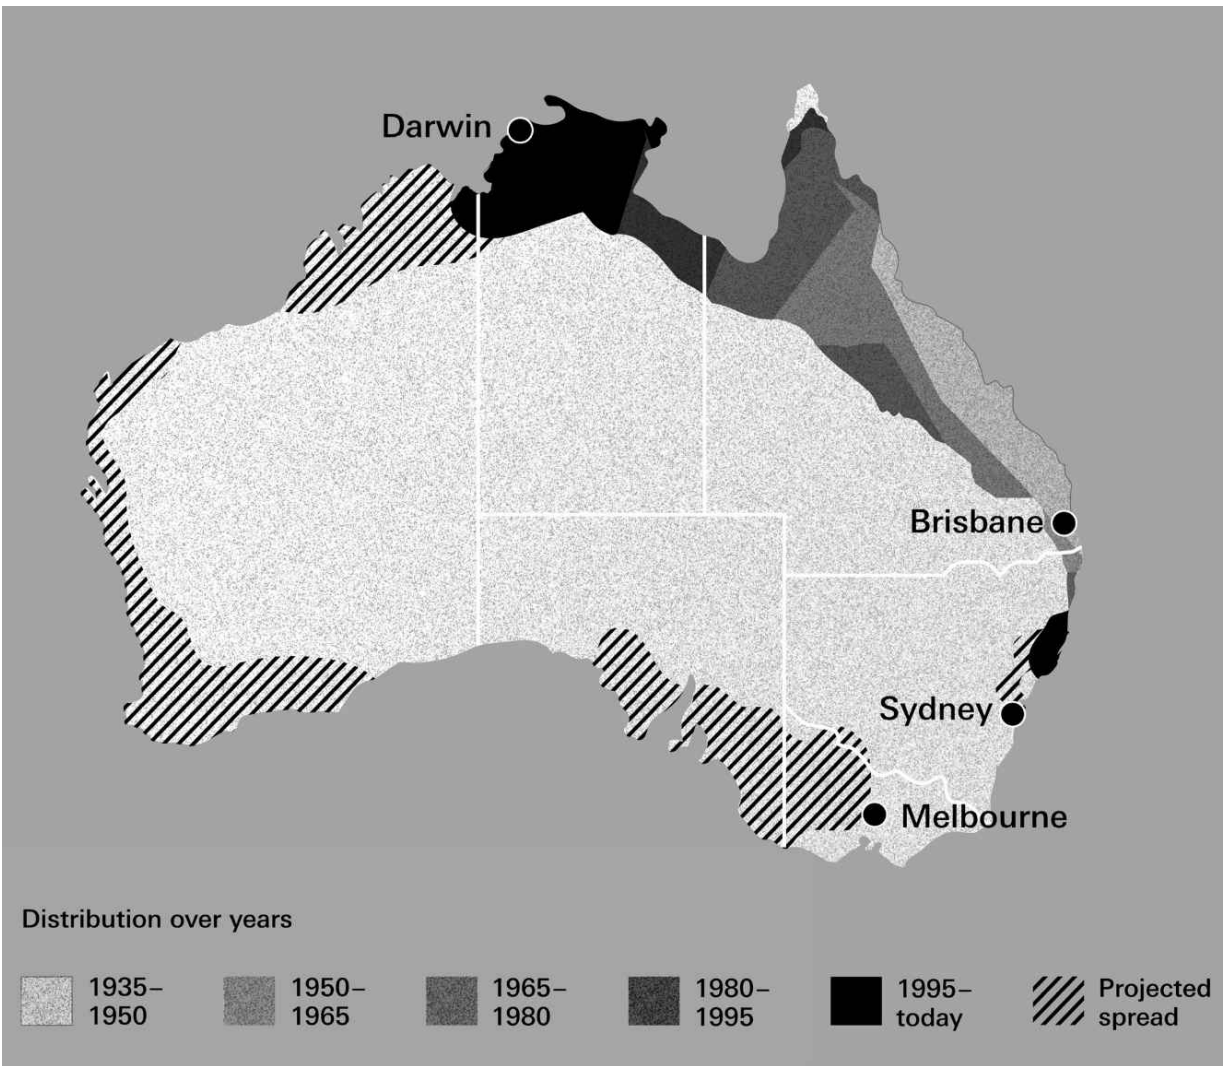 Darwin
Brisbane
Sydney
Melbourne
Distribution over years
1935–
1950
1950–
1965
1965–
1980
1980–
1995
1995–
today
Projected
spread